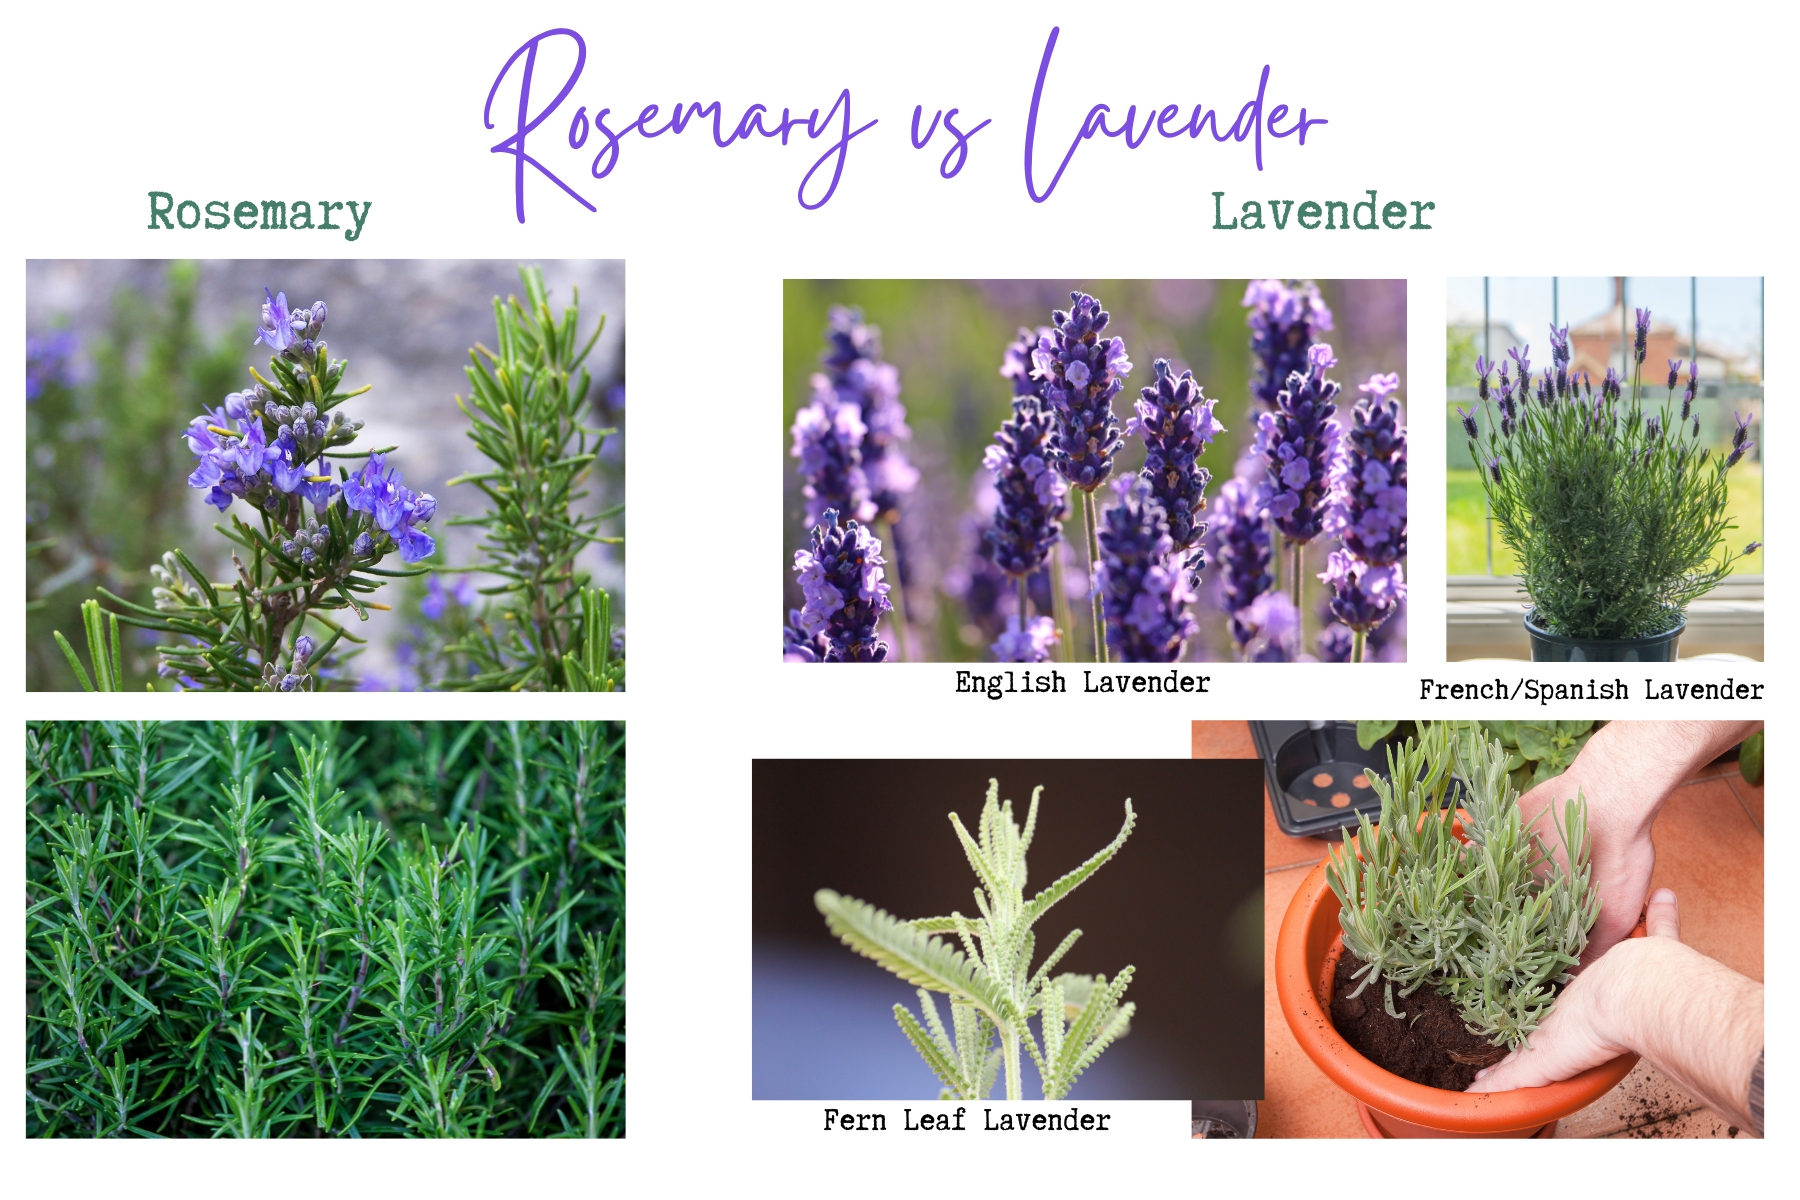 Rosemary vs Lavender
Rosemary
Lavender
English Lavender
French/Spanish Lavender
Fern Leaf Lavender